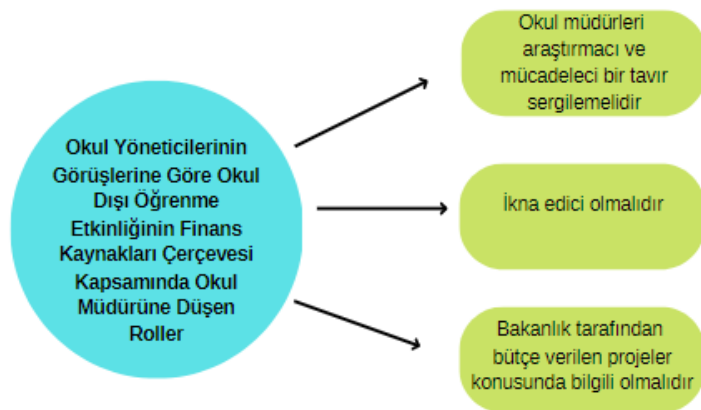 Okul Yöneticilerinin
Görüşlerine Göre Okul
Dışı Öğrenme
Etkinliğinin Finans
Kaynakları Çerçevesi
Kapsamında Okul
Müdürüne Düşen
Roller
Okul müdürleri
araştırmacı ve
mücadeleci bir tavır
sergilemelidir
İkna edici olmalıdır
Bakanlık tarafından
bütçe verilen projeler
konusunda bilgili olmalıdır